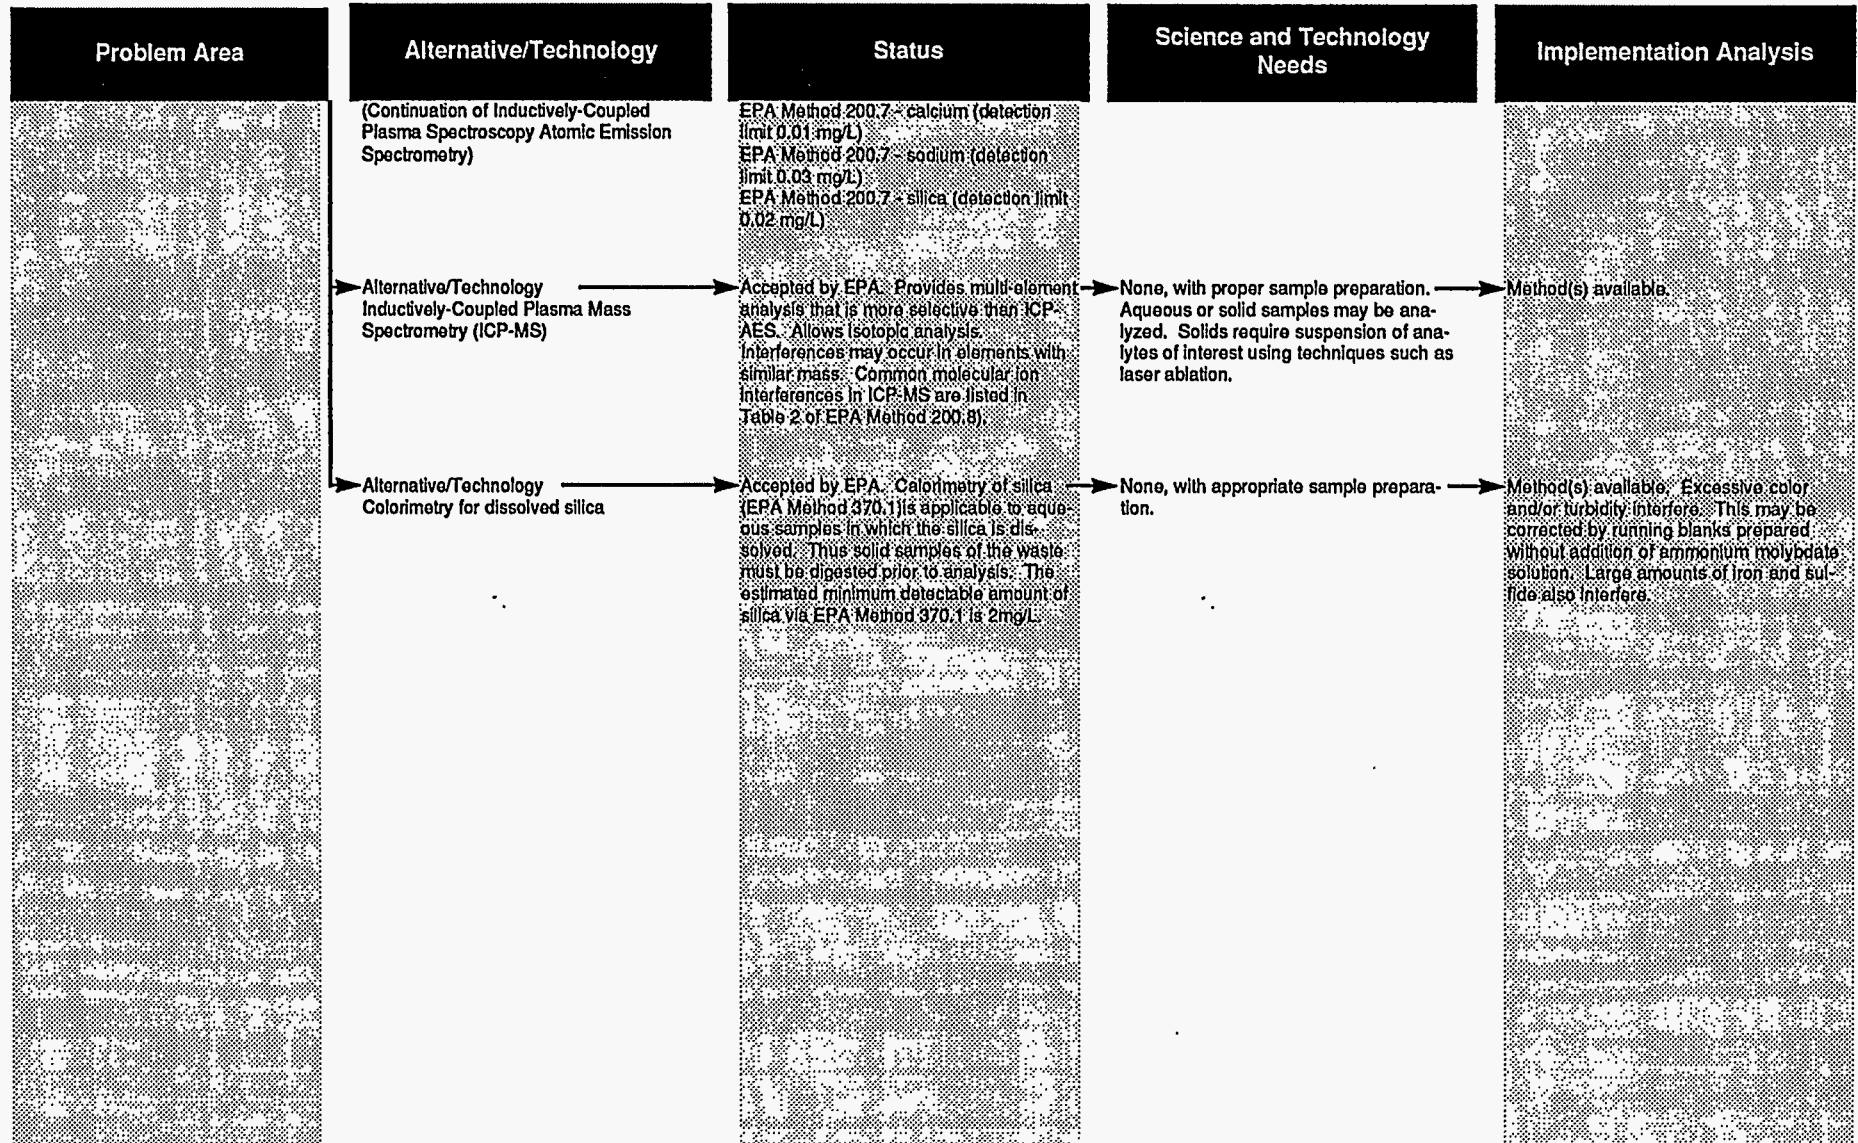 Problem Area
Alternative/Technology
Status
Science and Technology
Needs
Implementation Analysis
(Continuation of Inductively-Coupled
Plasma Spectroscopy Atomic Emission
Spectrometry)
EPA Method 200.7 - calcium (detection
limit 0.01 mg/L)
EPA Method 200.7 - sodium (detection
limit 0.03 mg/L)
EPA Method 200.7 - silica (detection limit
0.02 mg/L)
Alternative/Technology
Inductively-Coupled Plasma Mass
Spectrometry (ICP-MS)
Accepted by EPA. Provides multi-element
analysis that is more selective than ICP-
AES. Allows isotopic analysis.
Interferences may occur in elements with
similar mass. Common molecular ion
interferences in ICP-MS are listed in
Table 2 of EPA Method 200.8).
None, with proper sample preparation.
Aqueous or solid samples may be ana-
lyzed. Solids require suspension of ana-
lytes of interest using techniques such as
laser ablation.
Method(s) available.
Alternative/Technology
Colorimetry for dissolved silica
Accepted by EPA. Calorimetry of silica
(EPA Method 370.1)is applicable to aque-
ous samples in which the silica is dis-
solved. Thus solid samples of the waste
must be digested prior to analysis. The
estimated minimum detectable amount of
silica via EPA Method 370.1 is 2mg/L.
None, with appropriate sample prepara-
tion.
Method(s) available. Excessive color
and/or turbidity interfere. This may be
corrected by running blanks prepared
without addition of ammonium molybdate
solution. Large amounts of iron and sul-
fide also interfere.